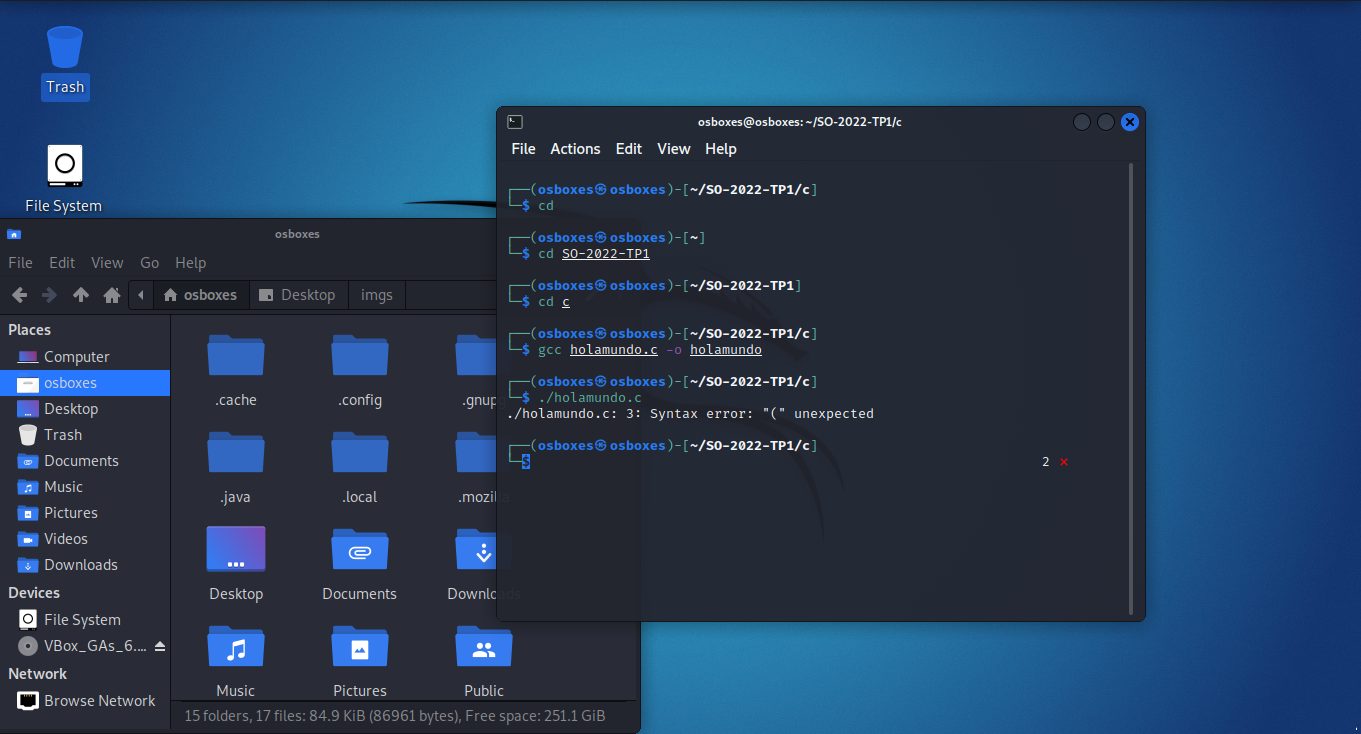 Trash
File System
osboxes
File Edit View Go Help
osboxes Desktop imgs
Places
Computer
osboxes
Desktop
Trash
Documents
Music
Pictures
Videos
Downloads
Devices
File System
VBox_GAs_6....
Network
Browse Network
.cache .config .gnupg
.java .local .mozilla
Desktop Documents Downloads
Music Pictures Public
15 folders, 17 files: 84.9 KiB (86961 bytes), Free space: 251.1 GiB
osboxes@osboxes: ~/SO-2022-TP1/c
File Actions Edit View Help
┌──(osboxes㉿osboxes)-[~/SO-2022-TP1/c]
└─$ cd
┌──(osboxes㉿osboxes)-[~]
└─$ cd SO-2022-TP1
┌──(osboxes㉿osboxes)-[~/SO-2022-TP1]
└─$ cd c
┌──(osboxes㉿osboxes)-[~/SO-2022-TP1/c]
└─$ gcc holamundo.c -o holamundo
┌──(osboxes㉿osboxes)-[~/SO-2022-TP1/c]
└─$ ./holamundo.c
./holamundo.c: 3: Syntax error: "(" unexpected
┌──(osboxes㉿osboxes)-[~/SO-2022-TP1/c]
└─$ 2 ⨯